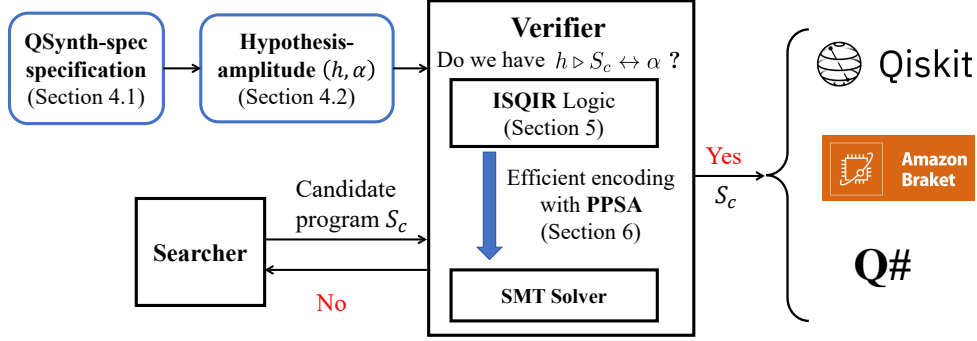 QSynth-spec
specification
(Section 4.1)
Hypothesis-
amplitude (h, α)
(Section 4.2)
Verifier
Do we have h ▹ S_c ↔ α ?
ISQIR Logic
(Section 5)
Efficient encoding
with PPSA
(Section 6)
SMT Solver
Candidate
program S_c
Searcher
No
Yes
S_c
Qiskit
Amazon
Braket
Q#